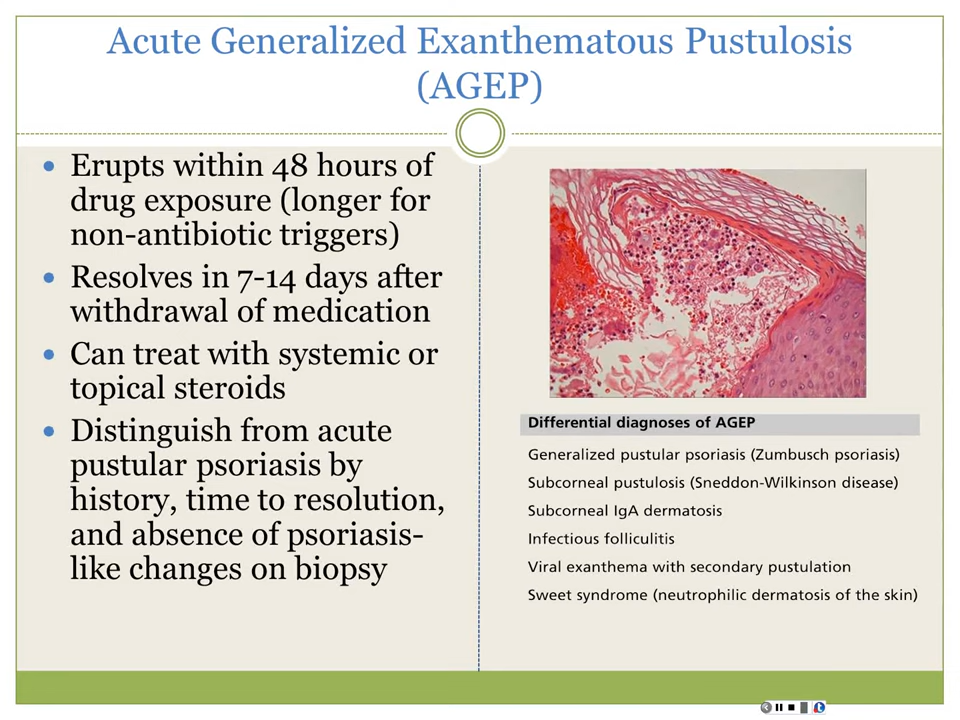 Acute Generalized Exanthematous Pustulosis
(AGEP)
Erupts within 48 hours of
drug exposure (longer for
non-antibiotic triggers)
Resolves in 7-14 days after
withdrawal of medication
Can treat with systemic or
topical steroids
Distinguish from acute
pustular psoriasis by
history, time to resolution,
and absence of psoriasis-
like changes on biopsy
Differential diagnoses of AGEP
Generalized pustular psoriasis (Zumbusch psoriasis)
Subcorneal pustulosis (Sneddon-Wilkinson disease)
Subcorneal IgA dermatosis
Infectious folliculitis
Viral exanthema with secondary pustulation
Sweet syndrome (neutrophilic dermatosis of the skin)